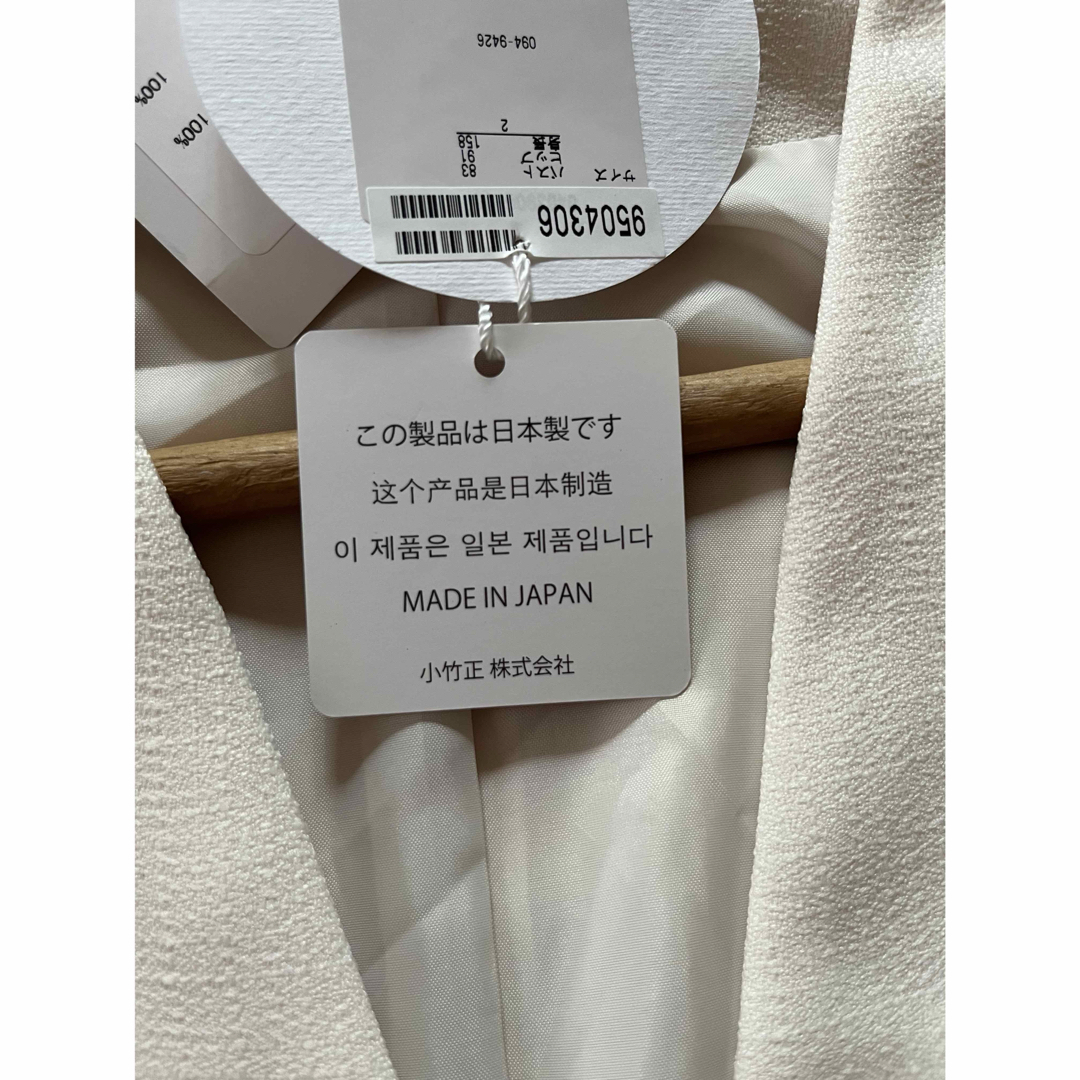 100%
100%
サイズ
バスト 83
ヒップ 91
身長 158
2
094-9426
9504306
この製品は日本製です
这个产品是日本制造
이 제품은 일본 제품입니다
MADE IN JAPAN
小竹正 株式会社